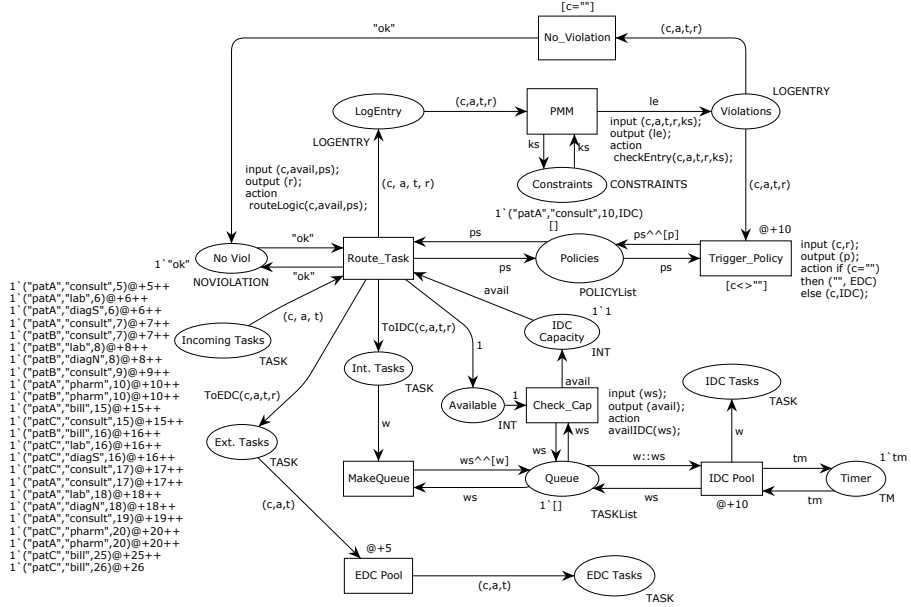 [c=""]
"ok"
No_Violation
(c,a,t,r)
LOGENTRY
LogEntry
(c,a,t,r)
PMM
le
Violations
LOGENTRY
input (c,a,t,r,ks);
output (le);
action
checkEntry(c,a,t,r,ks);
ks
ks
input (c,avail,ps);
output (r);
action
routeLogic(c,avail,ps);
(c, a, t, r)
Constraints
CONSTRAINTS
(c,a,t,r)
1`("patA","consult",10,IDC)
[]
@+10
"ok"
ps
ps^^[p]
1`"ok"
No Viol
Route_Task
Policies
Trigger_Policy
input (c,r);
output (p);
action if (c="")
then ("", EDC)
else (c,IDC);
"ok"
ps
ps
NOVIOLATION
POLICYList
[c<>""]
1`("patA","consult",5)@+5++
1`("patA","lab",6)@+6++
1`("patA","diagS",6)@+6++
1`("patA","consult",7)@+7++
1`("patB","consult",7)@+7++
1`("patB","lab",8)@+8++
1`("patB","diagN",8)@+8++
1`("patB","consult",9)@+9++
1`("patA","pharm",10)@+10++
1`("patB","pharm",10)@+10++
1`("patA","bill",15)@+15++
1`("patC","consult",15)@+15++
1`("patB","bill",16)@+16++
1`("patC","lab",16)@+16++
1`("patC","diagS",16)@+16++
1`("patC","consult",17)@+17++
1`("patA","consult",17)@+17++
1`("patA","lab",18)@+18++
1`("patA","diagN",18)@+18++
1`("patA","consult",19)@+19++
1`("patC","pharm",20)@+20++
1`("patA","pharm",20)@+20++
1`("patC","bill",25)@+25++
1`("patC","bill",26)@+26
avail
(c, a, t)
1`1
Incoming Tasks
TASK
ToIDC(c,a,t,r)
1
IDC
Capacity
INT
Int. Tasks
TASK
IDC Tasks
TASK
avail
ToEDC(c,a,t,r)
Available
INT
1
Check_Cap
input (ws);
output (avail);
action
availIDC(ws);
w
ws
ws
w
Ext. Tasks
TASK
MakeQueue
ws^^[w]
ws
Queue
1`[]
TASKList
w::ws
ws
IDC Pool
@+10
tm
tm
Timer
1`tm
TM
(c,a,t)
@+5
EDC Pool
(c,a,t)
EDC Tasks
TASK